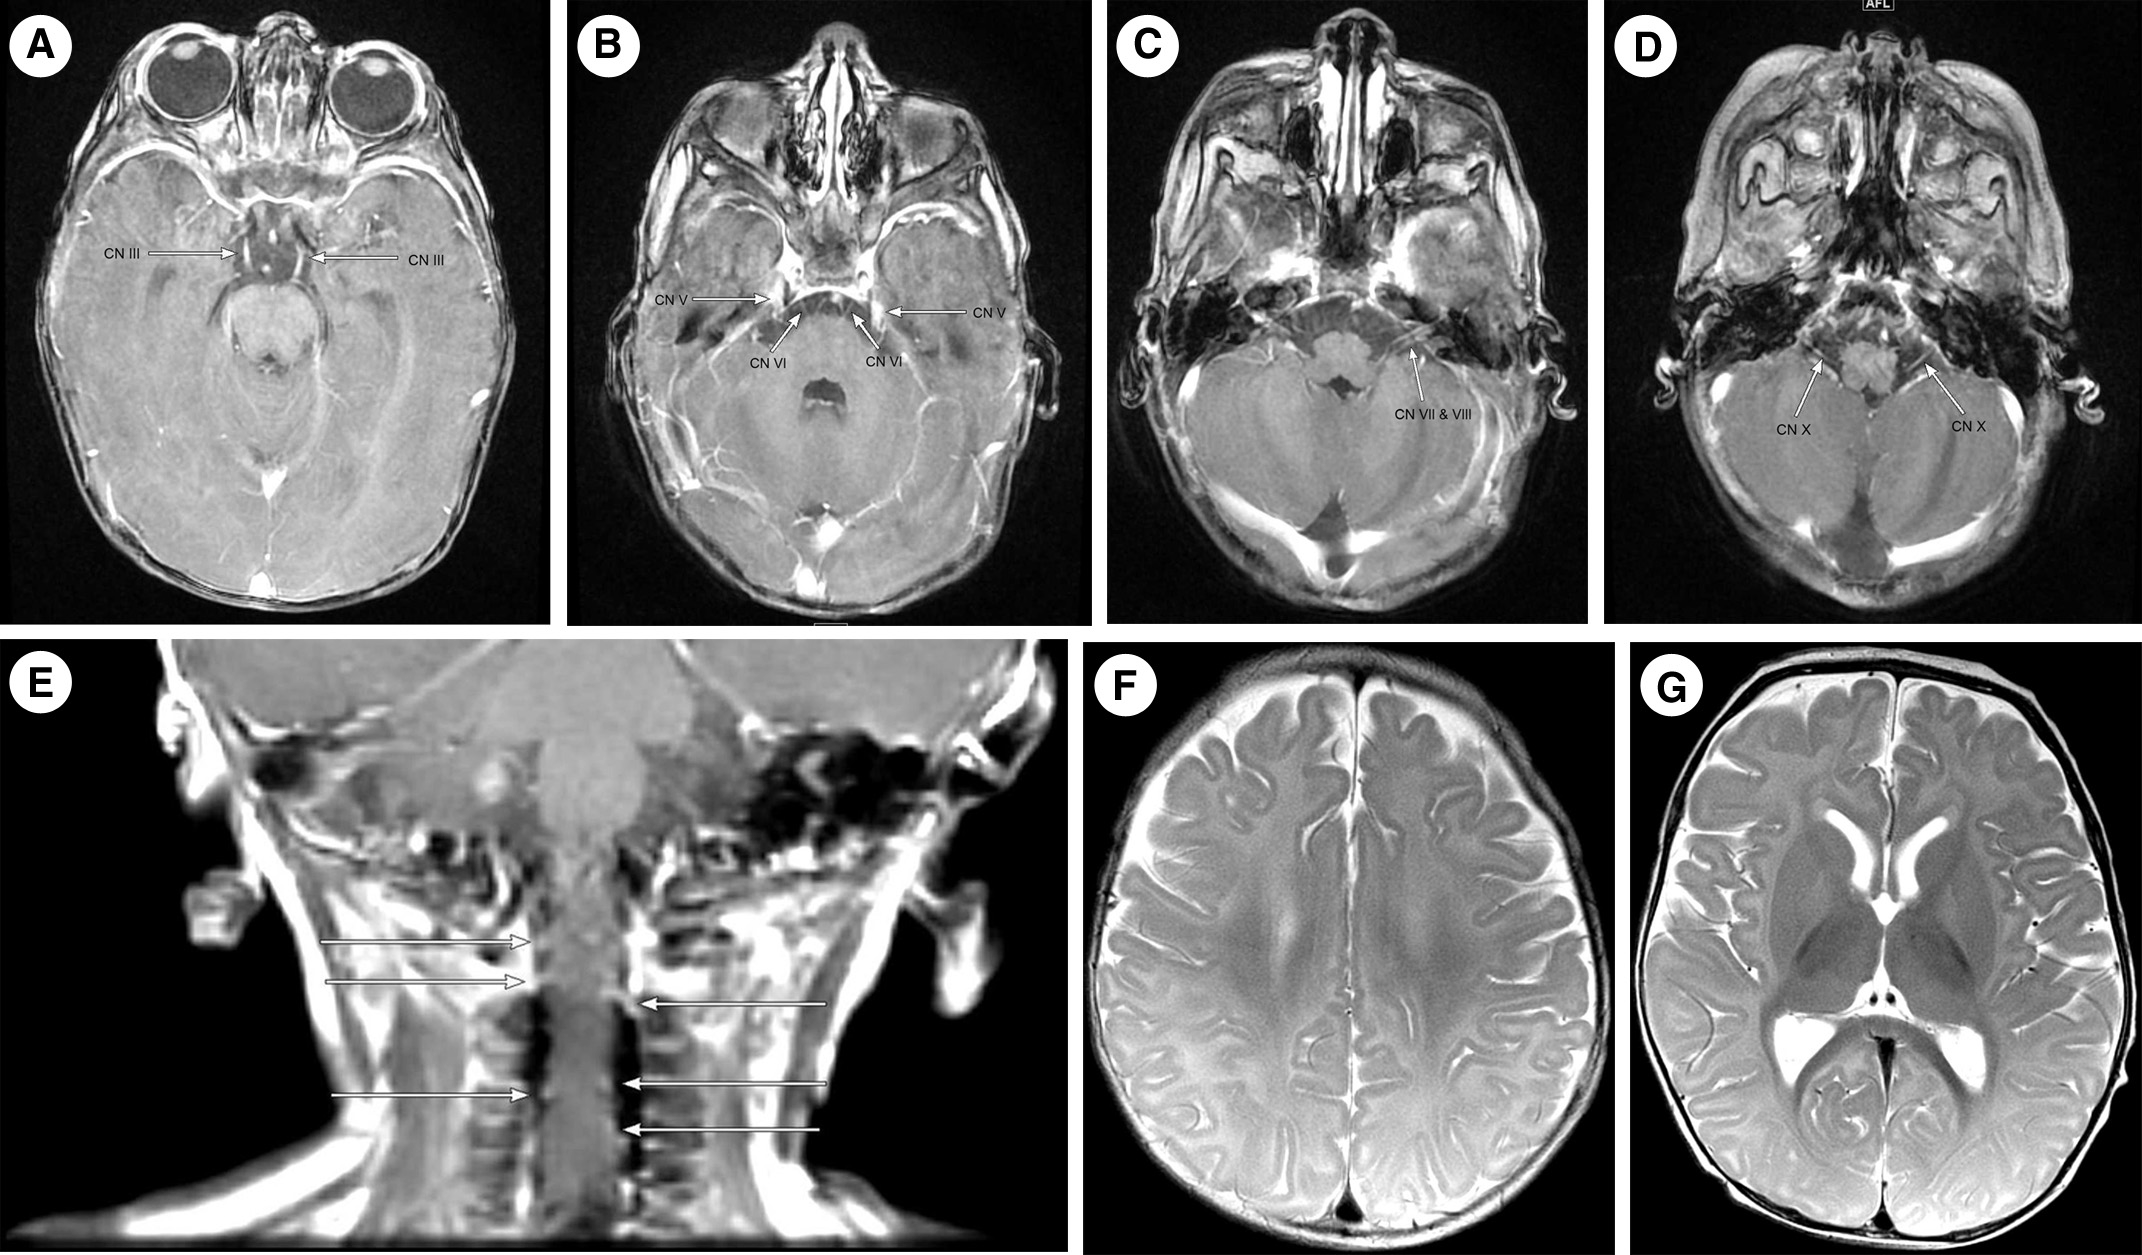 A
CN III
CN III
B
CN V
CN V
CN VI
CN VI
C
CN VII & VIII
D
AFL
CN X
CN X
E
F
G